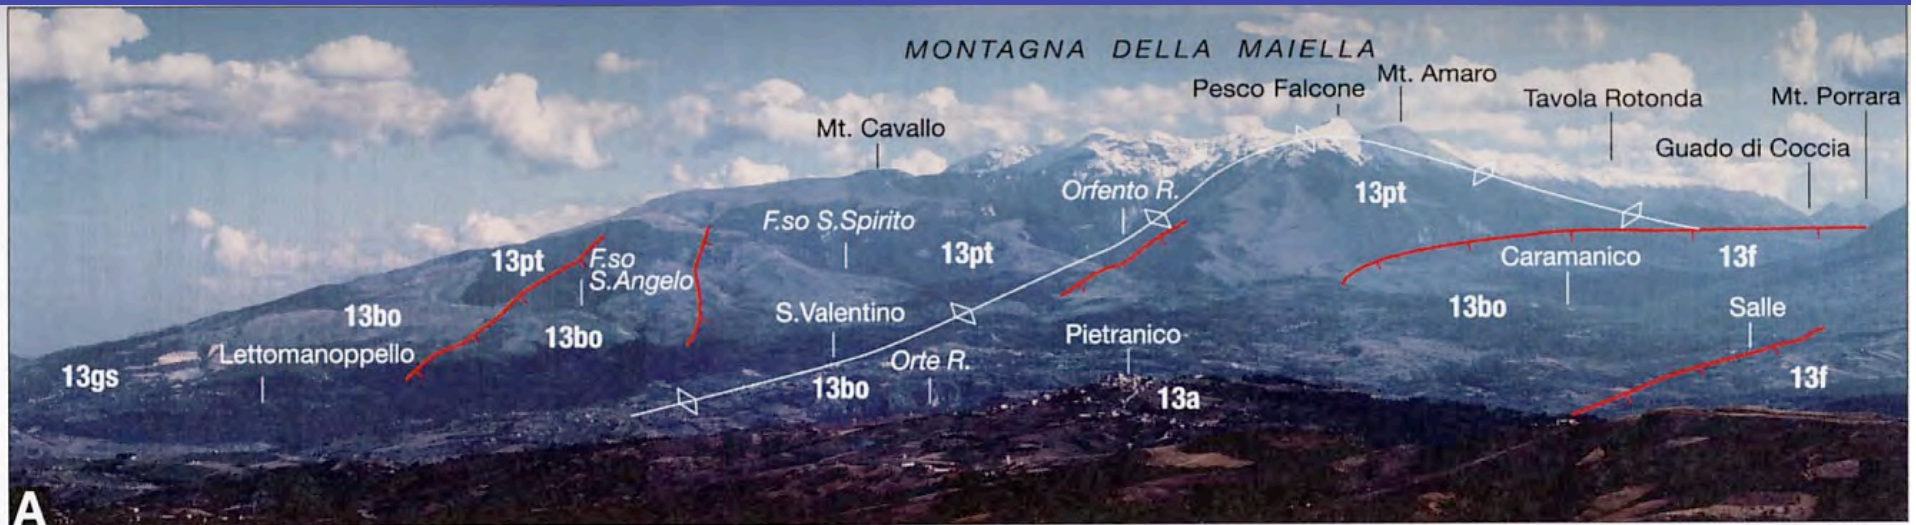 MONTAGNA DELLA MAIELLA
Mt. Amaro
Pesco Falcone
Tavola Rotonda
Mt. Porrara
Mt. Cavallo
Guado di Coccia
Orfento R.
13pt
F.so S.Spirito
13pt
13pt
F.so
S.Angelo
Caramanico
13f
13bo
S.Valentino
13bo
Salle
13bo
Pietranico
Lettomanoppello
Orte R.
13gs
13bo
13a
13f
A